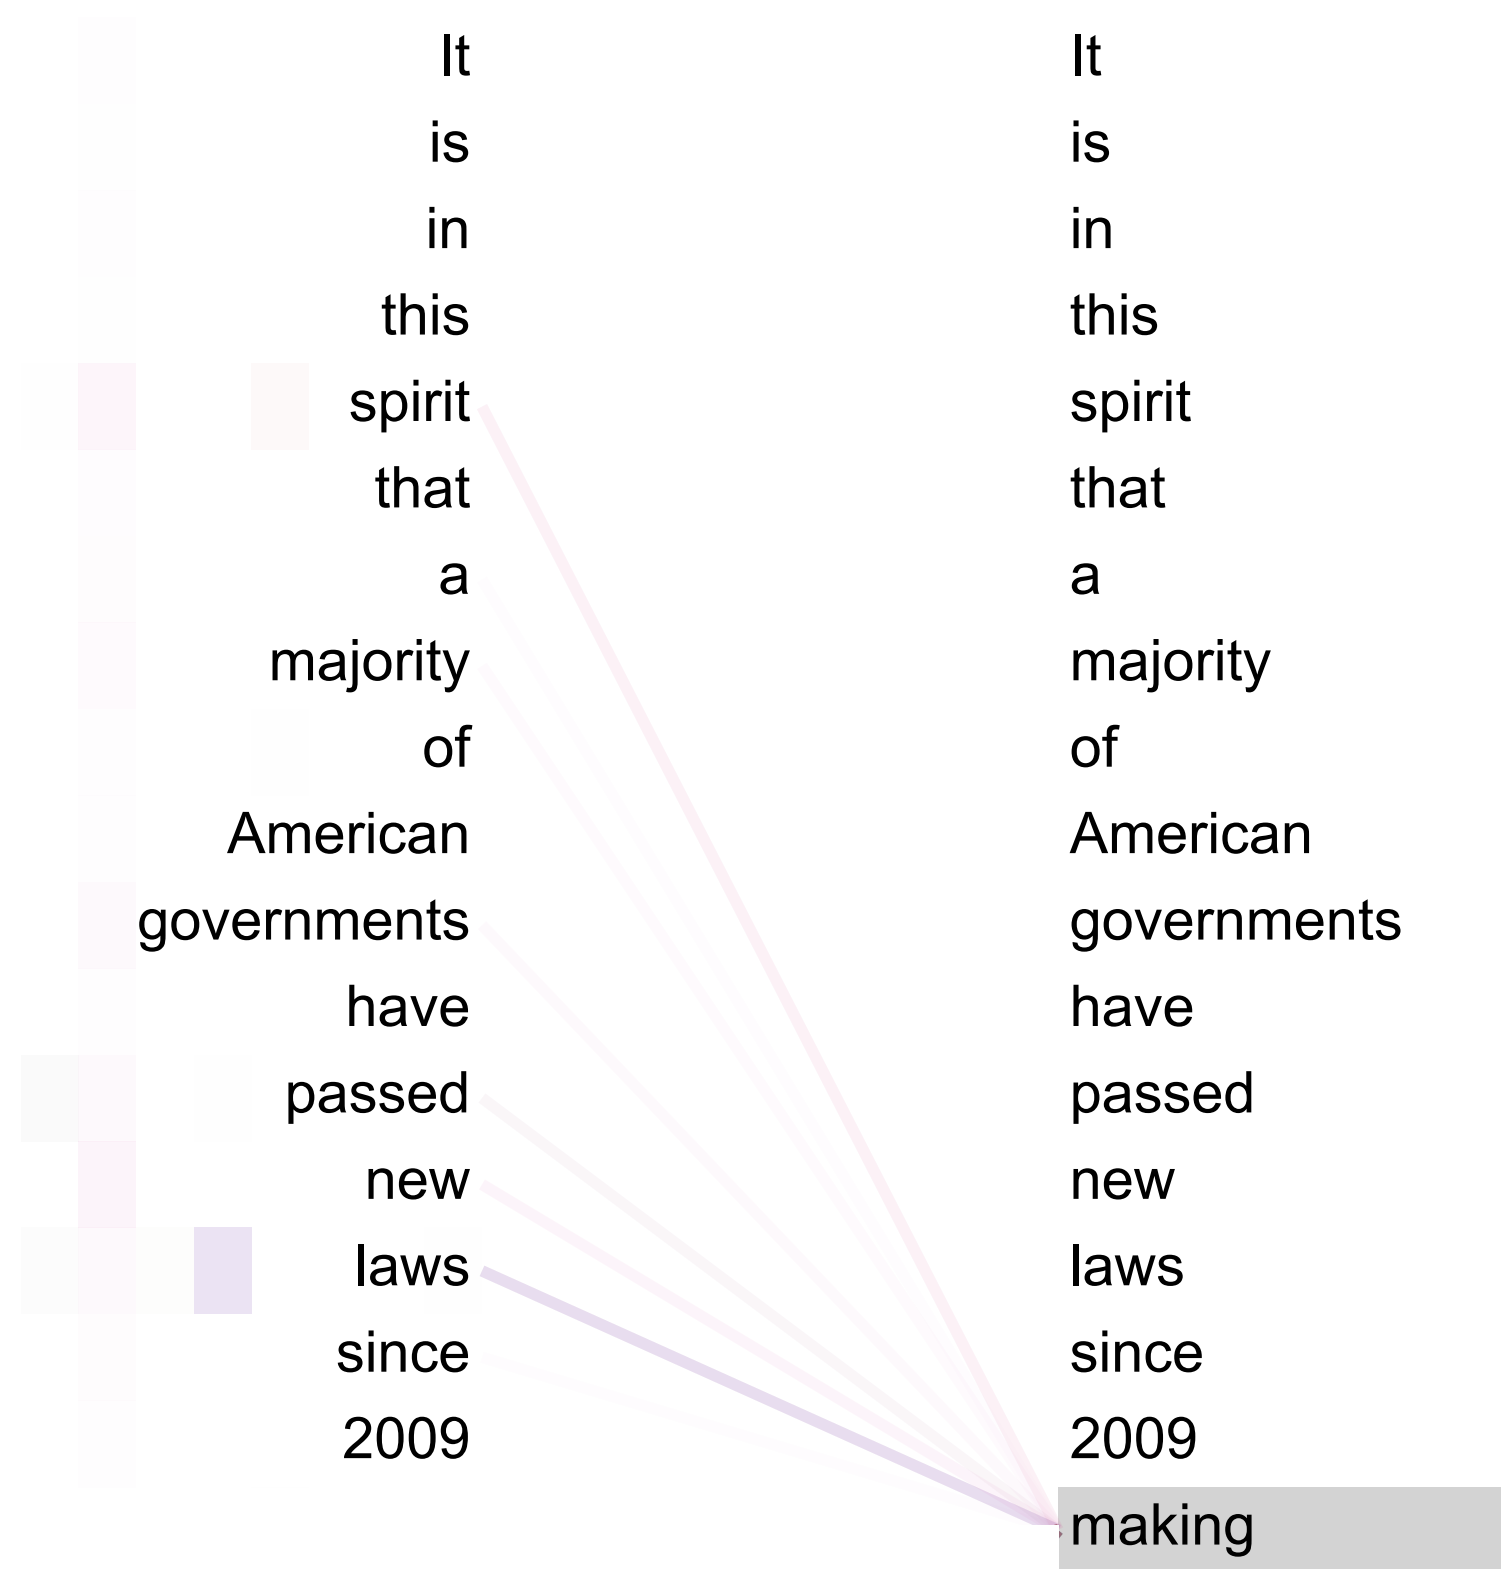 It It
is is
in in
this this
spirit spirit
that that
a a
majority majority
of of
American American
governments governments
have have
passed passed
new new
laws laws
since since
2009 2009
making